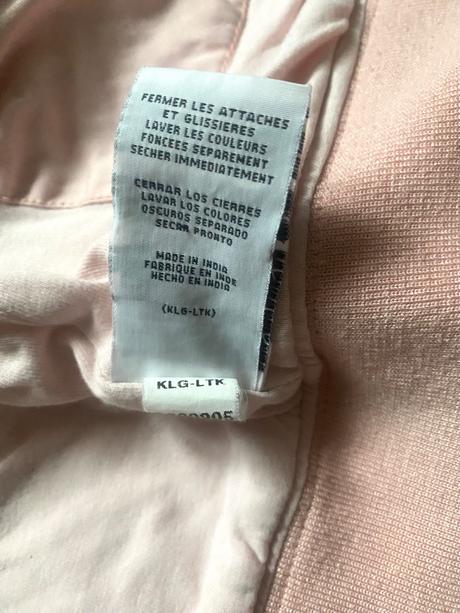 FERMER LES ATTACHES
ET GLISSIERES
LAVER LES COULEURS
FONCEES SEPAREMENT
SECHER IMMEDIATEMENT
CERRAR LOS CIERRES
LAVAR LOS COLORES
OSCUROS SEPARADO
SECAR PRONTO
MADE IN INDIA
FABRIQUE EN INDE
HECHO EN INDIA
(KLG-LTK)
KLG-LTK